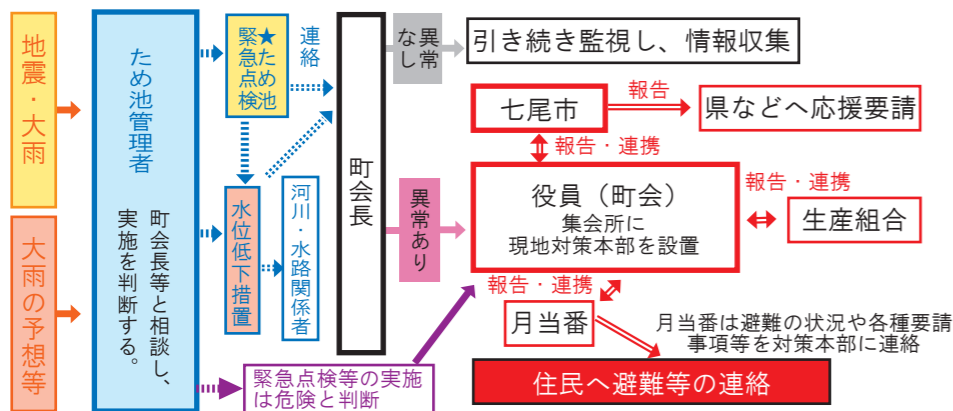 地震・大雨
大雨の予想等
ため池管理者
町会長等と相談し、
実施を判断する。
★ため池
緊急点検
連絡
水位低下措置
河川・水路関係者
緊急点検等の実施
は危険と判断
町会長
異常
なし
引き続き監視し、情報収集
異常あり
七尾市
報告
県などへ応援要請
報告・連携
役員（町会）
集会所に
現地対策本部を設置
報告・連携
生産組合
報告・連携
月当番
月当番は避難の状況や各種要請
事項等を対策本部に連絡
住民へ避難等の連絡